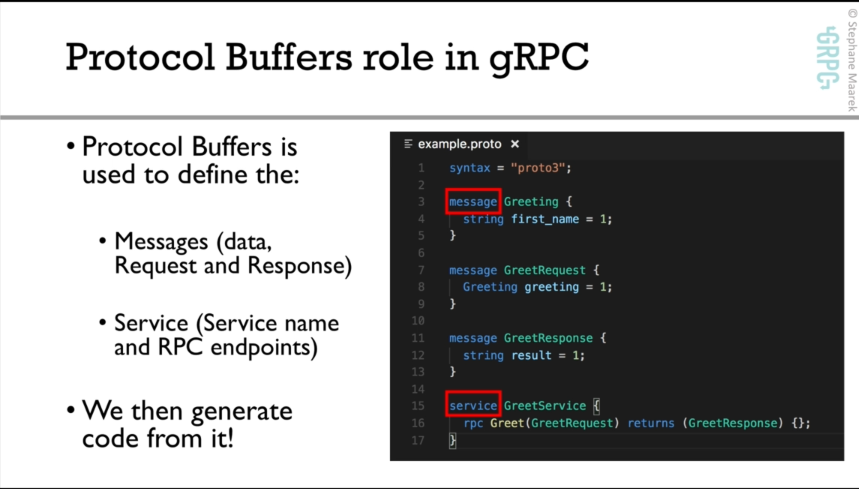 Protocol Buffers role in gRPC
GRPC
© Stephane Maarek
• Protocol Buffers is
used to define the:
• Messages (data,
Request and Response)
• Service (Service name
and RPC endpoints)
• We then generate
code from it!
example.proto ×
1 syntax = "proto3";
2
3 message Greeting {
4 string first_name = 1;
5 }
6
7 message GreetRequest {
8 Greeting greeting = 1;
9 }
10
11 message GreetResponse {
12 string result = 1;
13 }
14
15 service GreetService {
16 rpc Greet(GreetRequest) returns (GreetResponse) {};
17 }